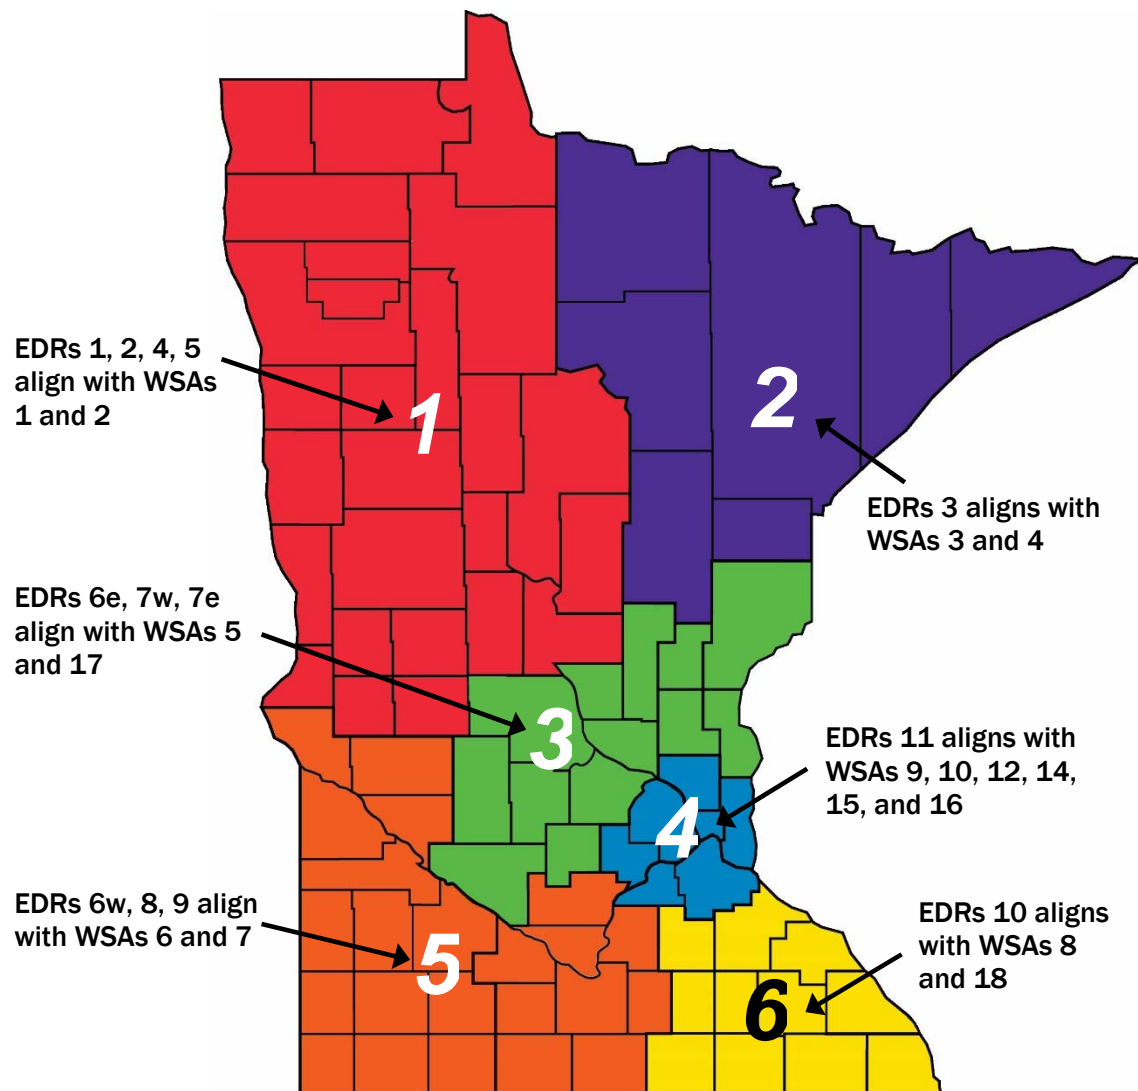 EDRs 1, 2, 4, 5
align with WSAs
1 and 2
1
2
EDRs 3 aligns with
WSAs 3 and 4
EDRs 6e, 7w, 7e
align with WSAs 5
and 17
3
EDRs 11 aligns with
WSAs 9, 10, 12, 14,
15, and 16
4
EDRs 6w, 8, 9 align
with WSAs 6 and 7
5
EDRs 10 aligns
with WSAs 8
and 18
6